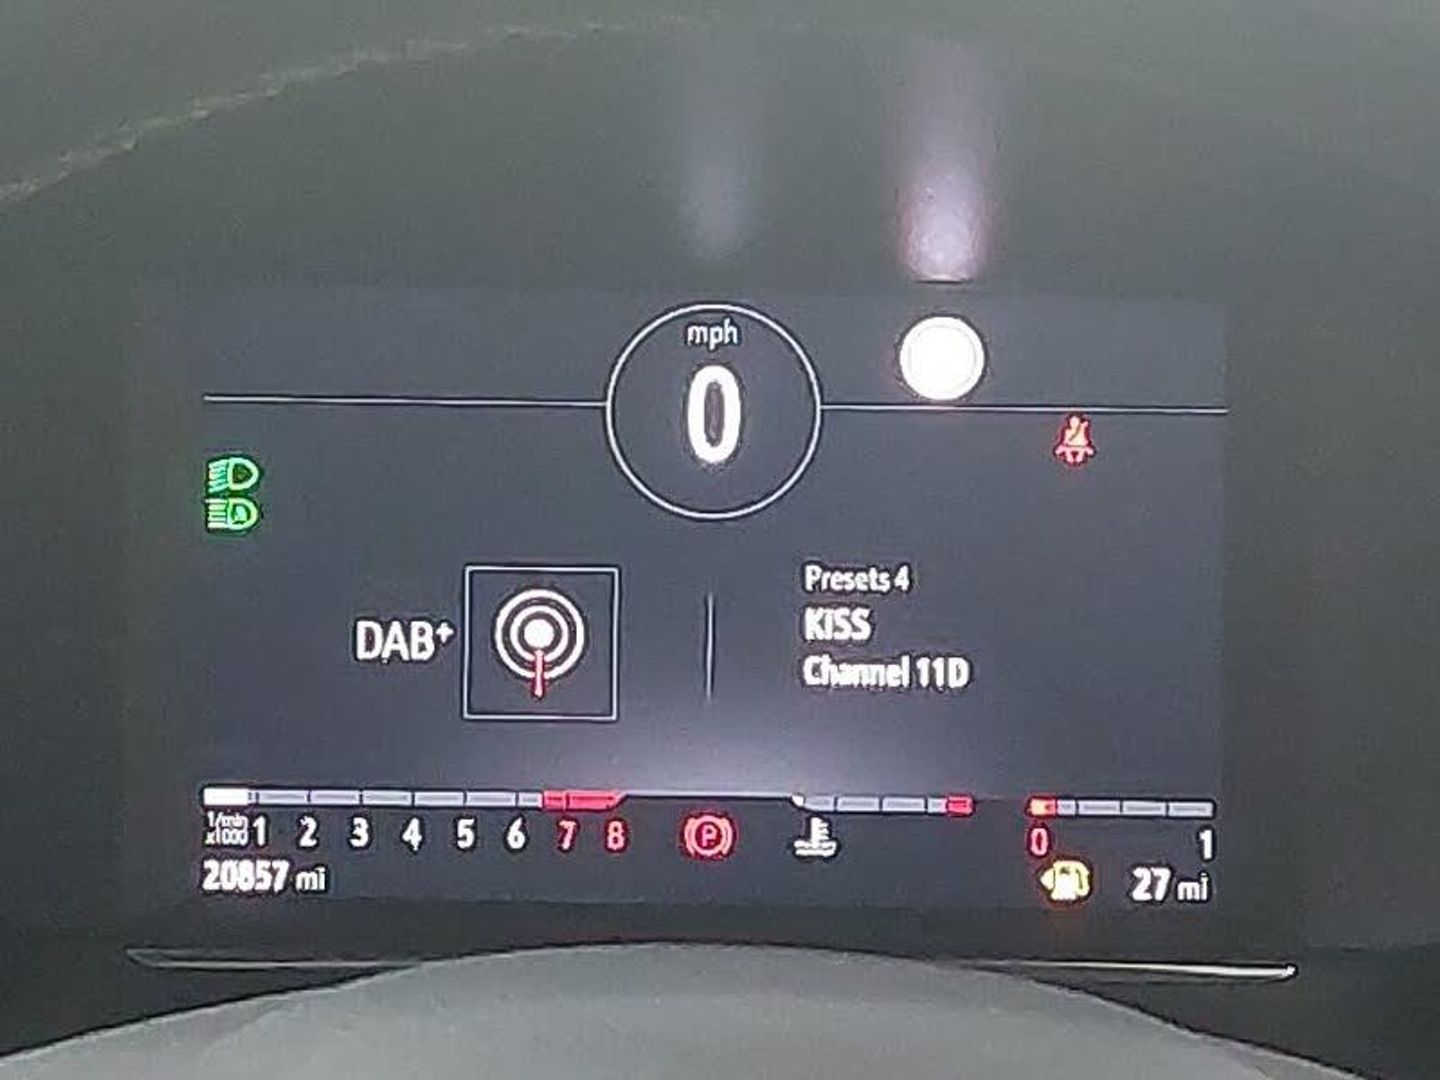 mph
0
DAB+
Presets 4
KISS
Channel 11D
1/min
x1000 1 2 3 4 5 6 7 8
P
0 1
20857 mi
27 mi